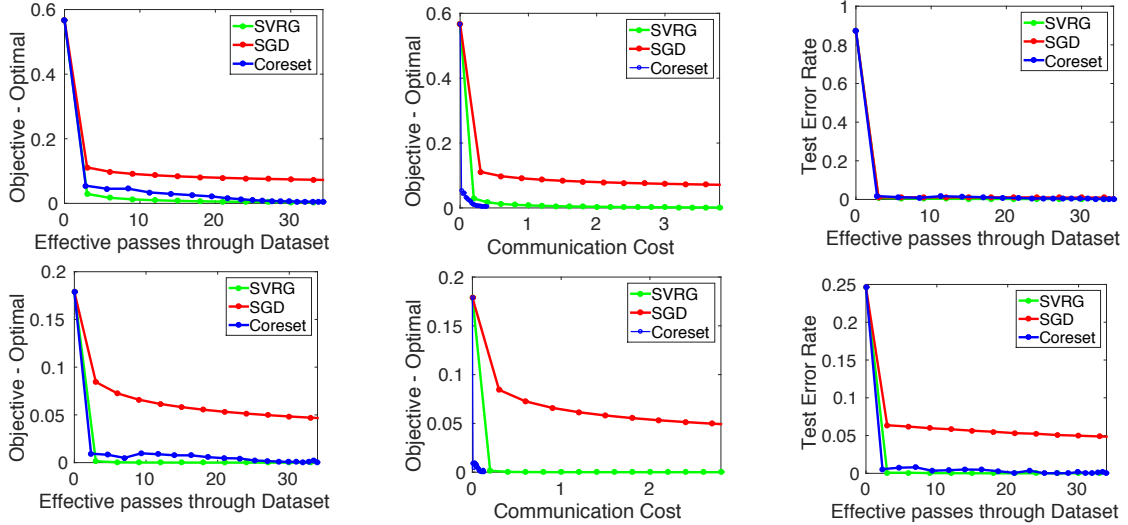 0.6
0.4
0.2
0
Objective - Optimal
SVRG
SGD
Coreset
0 10 20 30
Effective passes through Dataset
0.6
0.4
0.2
0
Objective - Optimal
SVRG
SGD
Coreset
0 1 2 3
Communication Cost
1
0.8
0.6
0.4
0.2
0
Test Error Rate
SVRG
SGD
Coreset
0 10 20 30
Effective passes through Dataset
0.2
0.15
0.1
0.05
0
Objective - Optimal
SVRG
SGD
Coreset
0 10 20 30
Effective passes through Dataset
0.2
0.15
0.1
0.05
0
Objective - Optimal
SVRG
SGD
Coreset
0 1 2
Communication Cost
0.25
0.2
0.15
0.1
0.05
0
Test Error Rate
SVRG
SGD
Coreset
0 10 20 30
Effective passes through Dataset